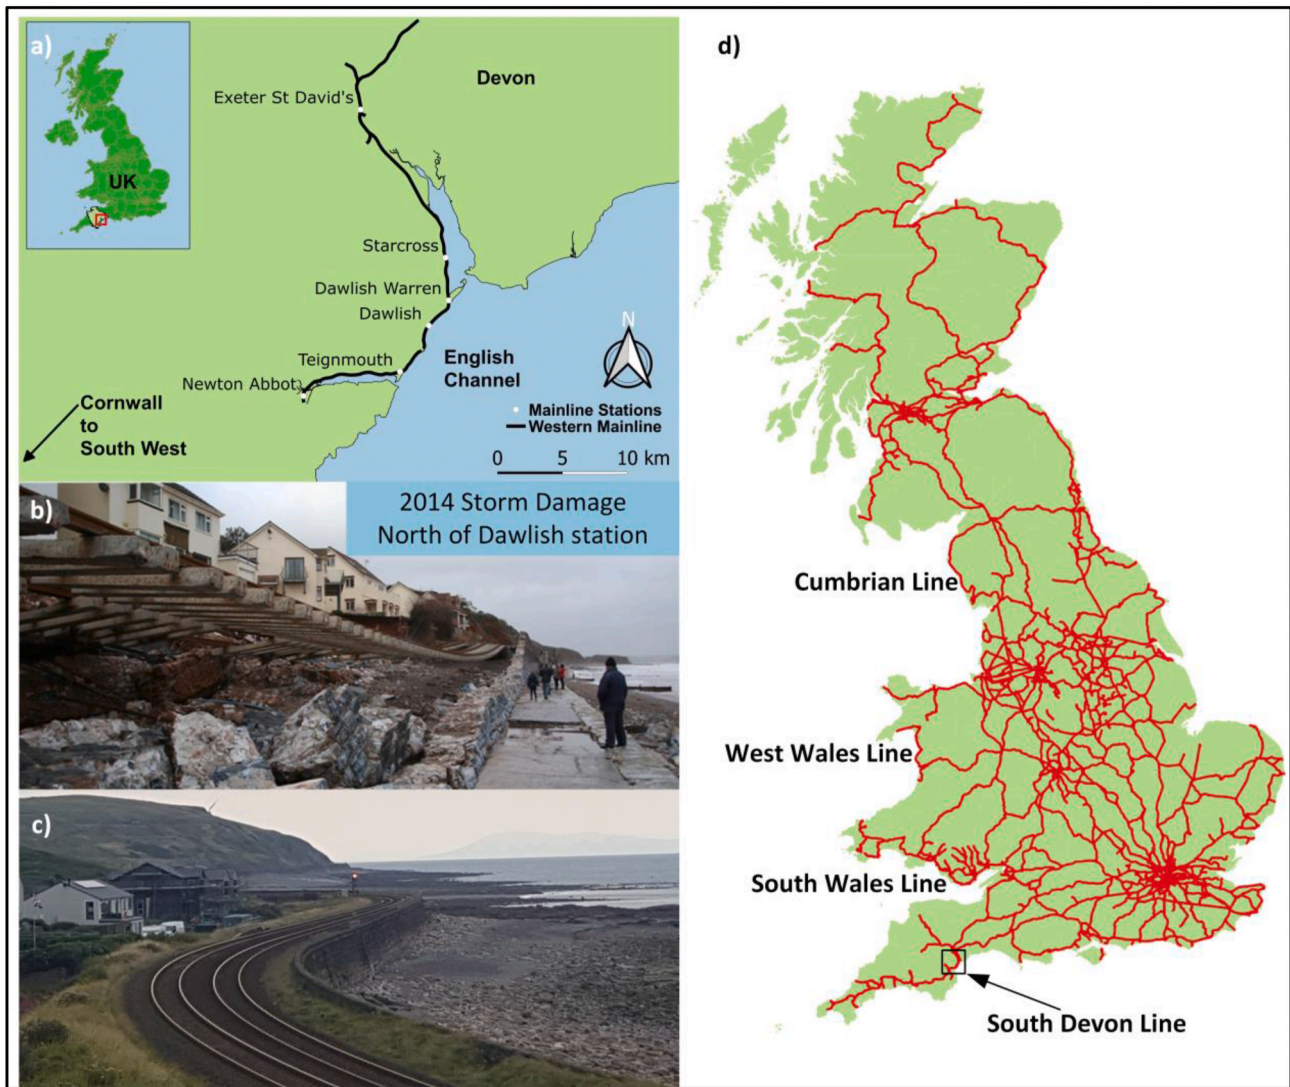 a)
UK
Exeter St David's
Devon
Starcross
Dawlish Warren
Dawlish
Teignmouth
Newton Abbot
English
Channel
N
Cornwall
to
South West
Mainline Stations
Western Mainline
0 5 10 km
b)
2014 Storm Damage
North of Dawlish station
c)
d)
Cumbrian Line
West Wales Line
South Wales Line
South Devon Line